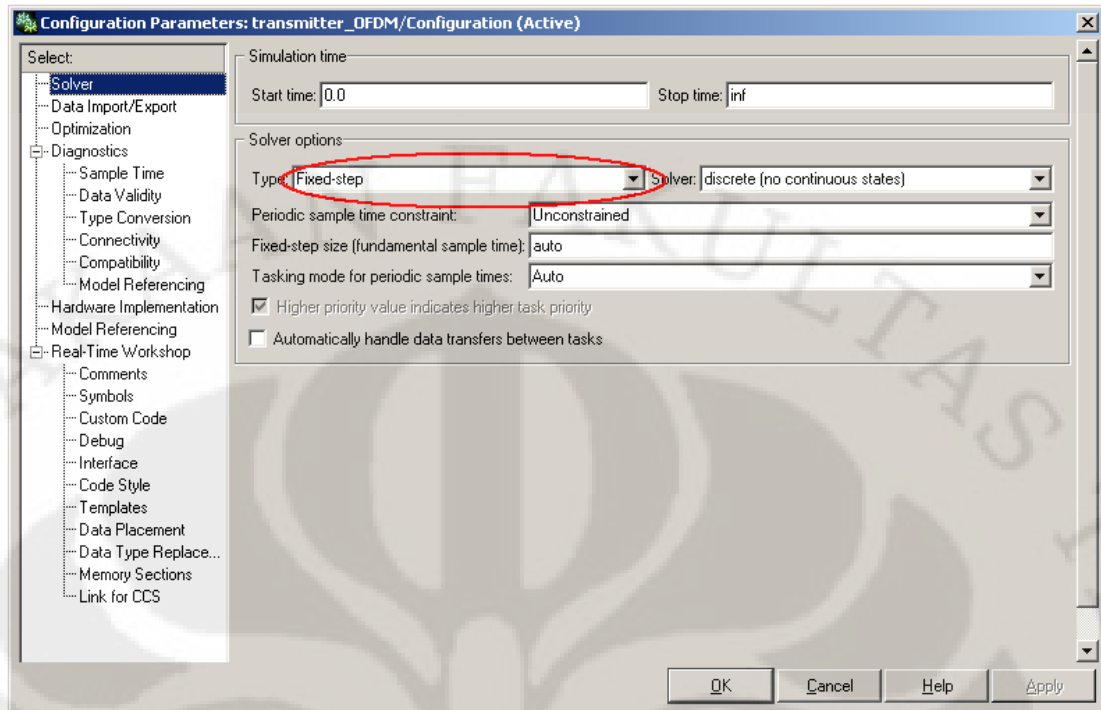 Configuration Parameters: transmitter_OFDM/Configuration (Active)
Select:
Solver
Data Import/Export
Optimization
Diagnostics
Sample Time
Data Validity
Type Conversion
Connectivity
Compatibility
Model Referencing
Hardware Implementation
Model Referencing
Real-Time Workshop
Comments
Symbols
Custom Code
Debug
Interface
Code Style
Templates
Data Placement
Data Type Replace...
Memory Sections
Link for CCS
Simulation time
Start time: 0.0 Stop time: inf
Solver options
Type: Fixed-step Solver: discrete (no continuous states)
Periodic sample time constraint: Unconstrained
Fixed-step size (fundamental sample time): auto
Tasking mode for periodic sample times: Auto
Higher priority value indicates higher task priority
Automatically handle data transfers between tasks
OK Cancel Help Apply
FAKULTAS